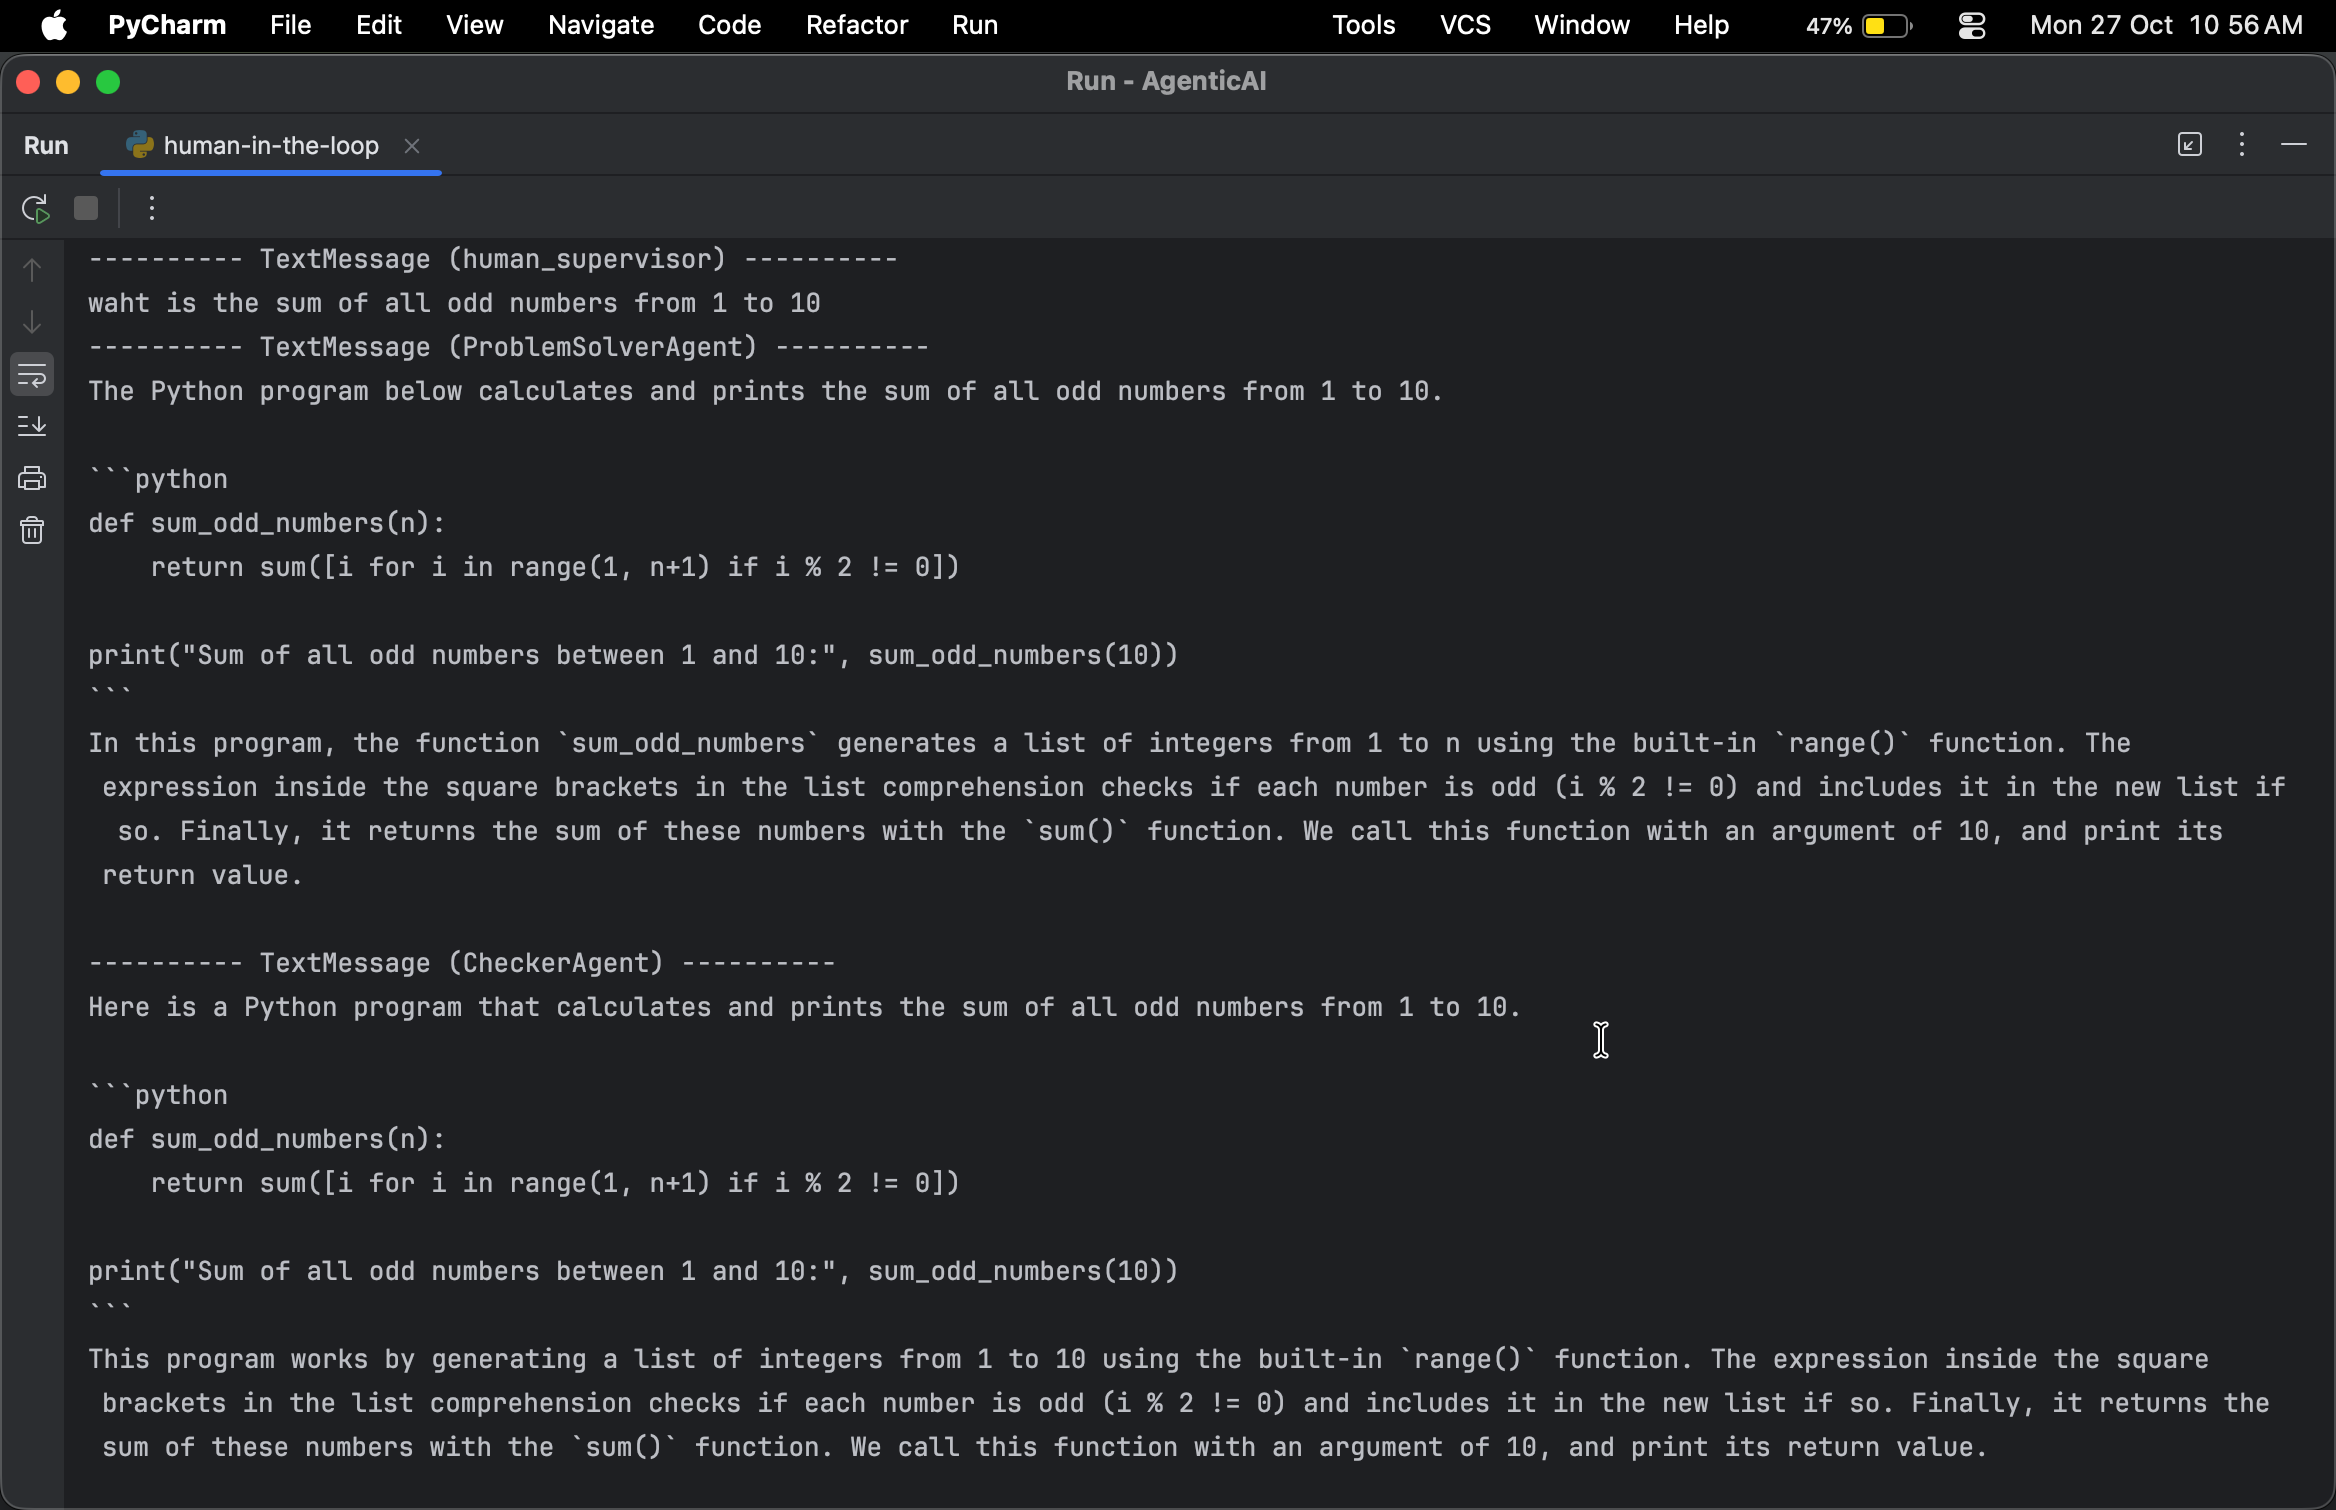 PyCharm File Edit View Navigate Code Refactor Run Tools VCS Window Help 47% Mon 27 Oct 10 56 AM
Run - AgenticAI
Run human-in-the-loop
---------- TextMessage (human_supervisor) ----------
waht is the sum of all odd numbers from 1 to 10
---------- TextMessage (ProblemSolverAgent) ----------
The Python program below calculates and prints the sum of all odd numbers from 1 to 10.
```python
def sum_odd_numbers(n):
    return sum([i for i in range(1, n+1) if i % 2 != 0])
print("Sum of all odd numbers between 1 and 10:", sum_odd_numbers(10))
```
In this program, the function `sum_odd_numbers` generates a list of integers from 1 to n using the built-in `range()` function. The
expression inside the square brackets in the list comprehension checks if each number is odd (i % 2 != 0) and includes it in the new list if
so. Finally, it returns the sum of these numbers with the `sum()` function. We call this function with an argument of 10, and print its
return value.
---------- TextMessage (CheckerAgent) ----------
Here is a Python program that calculates and prints the sum of all odd numbers from 1 to 10.
```python
def sum_odd_numbers(n):
    return sum([i for i in range(1, n+1) if i % 2 != 0])
print("Sum of all odd numbers between 1 and 10:", sum_odd_numbers(10))
```
This program works by generating a list of integers from 1 to 10 using the built-in `range()` function. The expression inside the square
brackets in the list comprehension checks if each number is odd (i % 2 != 0) and includes it in the new list if so. Finally, it returns the
sum of these numbers with the `sum()` function. We call this function with an argument of 10, and print its return value.